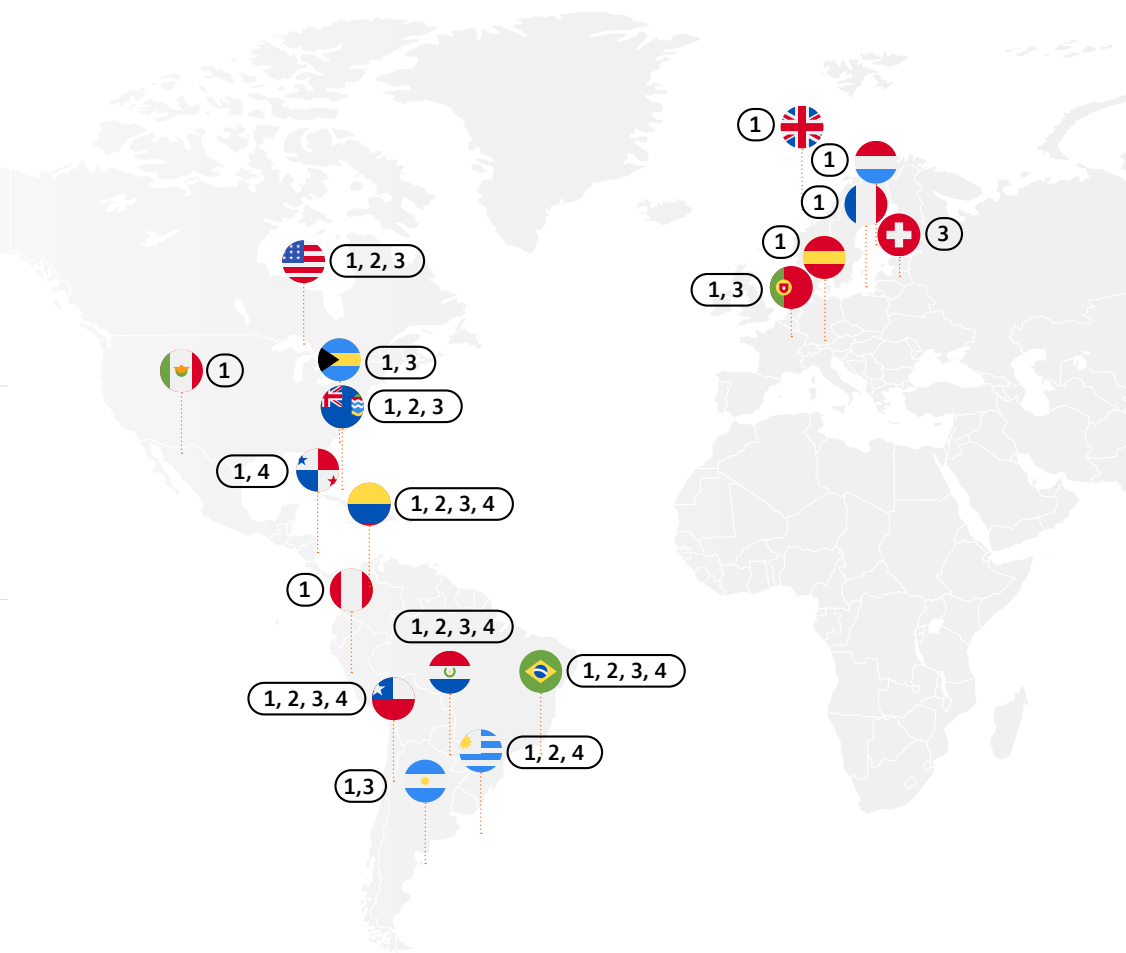 1
1
1
3
1
1, 2, 3
1, 3
1, 3
1
1, 2, 3
1, 4
1, 2, 3, 4
1
1, 2, 3, 4
1, 2, 3, 4
1, 2, 3, 4
1, 2, 4
1,3